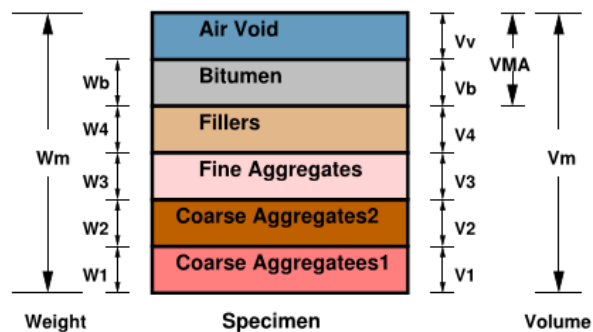 Air Void
Vv
VMA
Wb
Bitumen
Vb
W4
Fillers
V4
Wm
Vm
W3
Fine Aggregates
V3
W2
Coarse Aggregates2
V2
W1
Coarse Aggregatees1
V1
Weight
Specimen
Volume